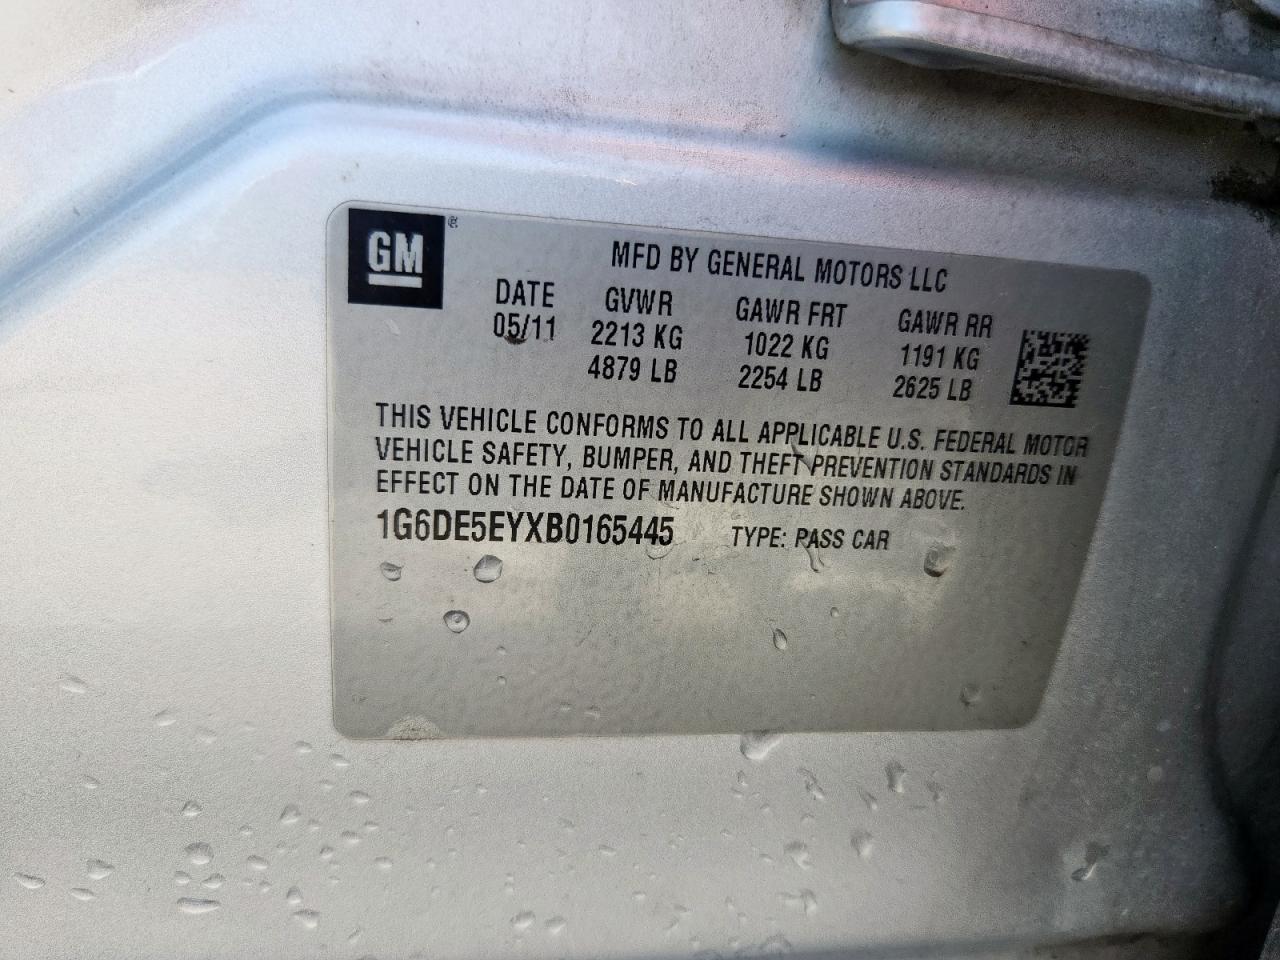 GM ®
MFD BY GENERAL MOTORS LLC
DATE GVWR GAWR FRT GAWR RR
05/11 2213 KG 1022 KG 1191 KG
4879 LB 2254 LB 2625 LB
THIS VEHICLE CONFORMS TO ALL APPLICABLE U.S. FEDERAL MOTOR
VEHICLE SAFETY, BUMPER, AND THEFT PREVENTION STANDARDS IN
EFFECT ON THE DATE OF MANUFACTURE SHOWN ABOVE.
1G6DE5EYXB0165445 TYPE: PASS CAR